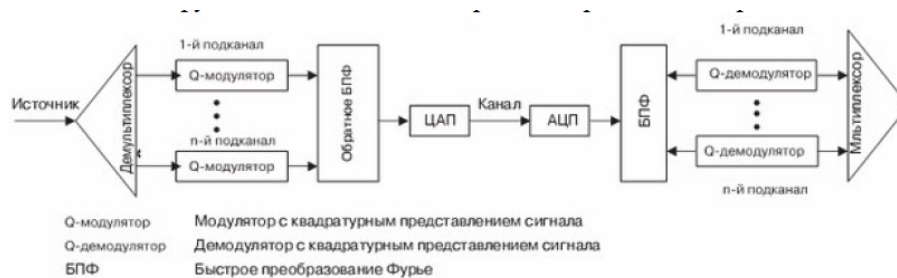 1-й подканал
1-й подканал
Q-модулятор
Q-демодулятор
Источник
Демультиплексор
Обратное БПФ
ЦАП
Канал
АЦП
БПФ
Мльтиплексор
n-й подканал
Q-модулятор
Q-демодулятор
n-й подканал
Q-модулятор Модулятор с квадратурным представлением сигнала
Q-демодулятор Демодулятор с квадратурным представлением сигнала
БПФ Быстрое преобразование Фурье